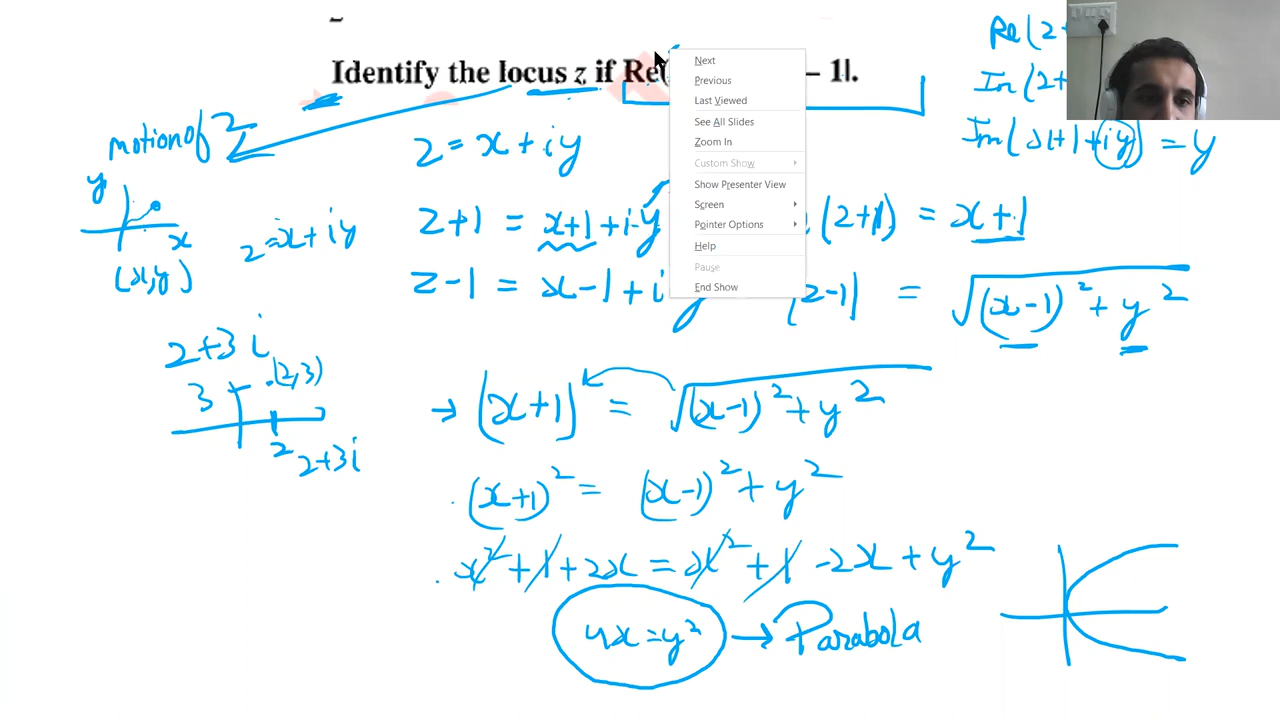 Identify the locus z if Re( – 1|.
Re(z+
Im(z+
Im(x+1+iy) = y
motion of z
z = x + iy
y
x
(x,y)
z=x+iy
z+1 = x+1 + i y (z+1) = x+1
z-1 = x-1 + i y |z-1| = √(x-1)² + y²
2+3i
3
(2,3)
2
2+3i
→ (x+1) = √(x-1)² + y²
(x+1)² = (x-1)² + y²
x² + 1 + 2x = x² + 1 - 2x + y²
4x = y² → Parabola
Next
Previous
Last Viewed
See All Slides
Zoom In
Custom Show
Show Presenter View
Screen
Pointer Options
Help
Pause
End Show